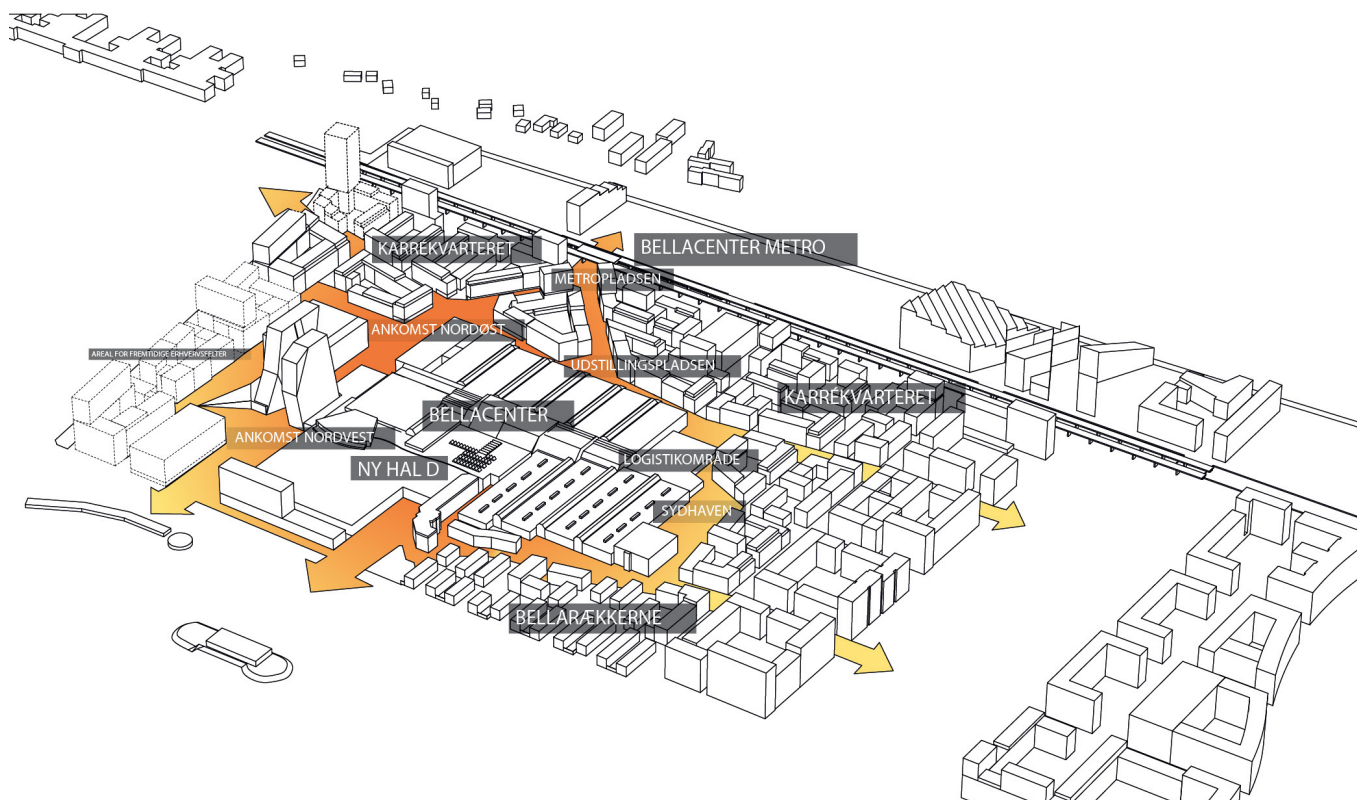 KARRÉKVARTERET
BELLACENTER METRO
METROPLADSEN
ANKOMST NORDØST
AREAL FOR FREMTIDIGE ERHVERVSFELTER
UDSTILLINGSPLADSEN
KARRÉKVARTERET
BELLACENTER
ANKOMST NORDVEST
LOGISTIKOMRÅDE
NY HAL D
SYDHAVEN
BELLARÆKKERNE